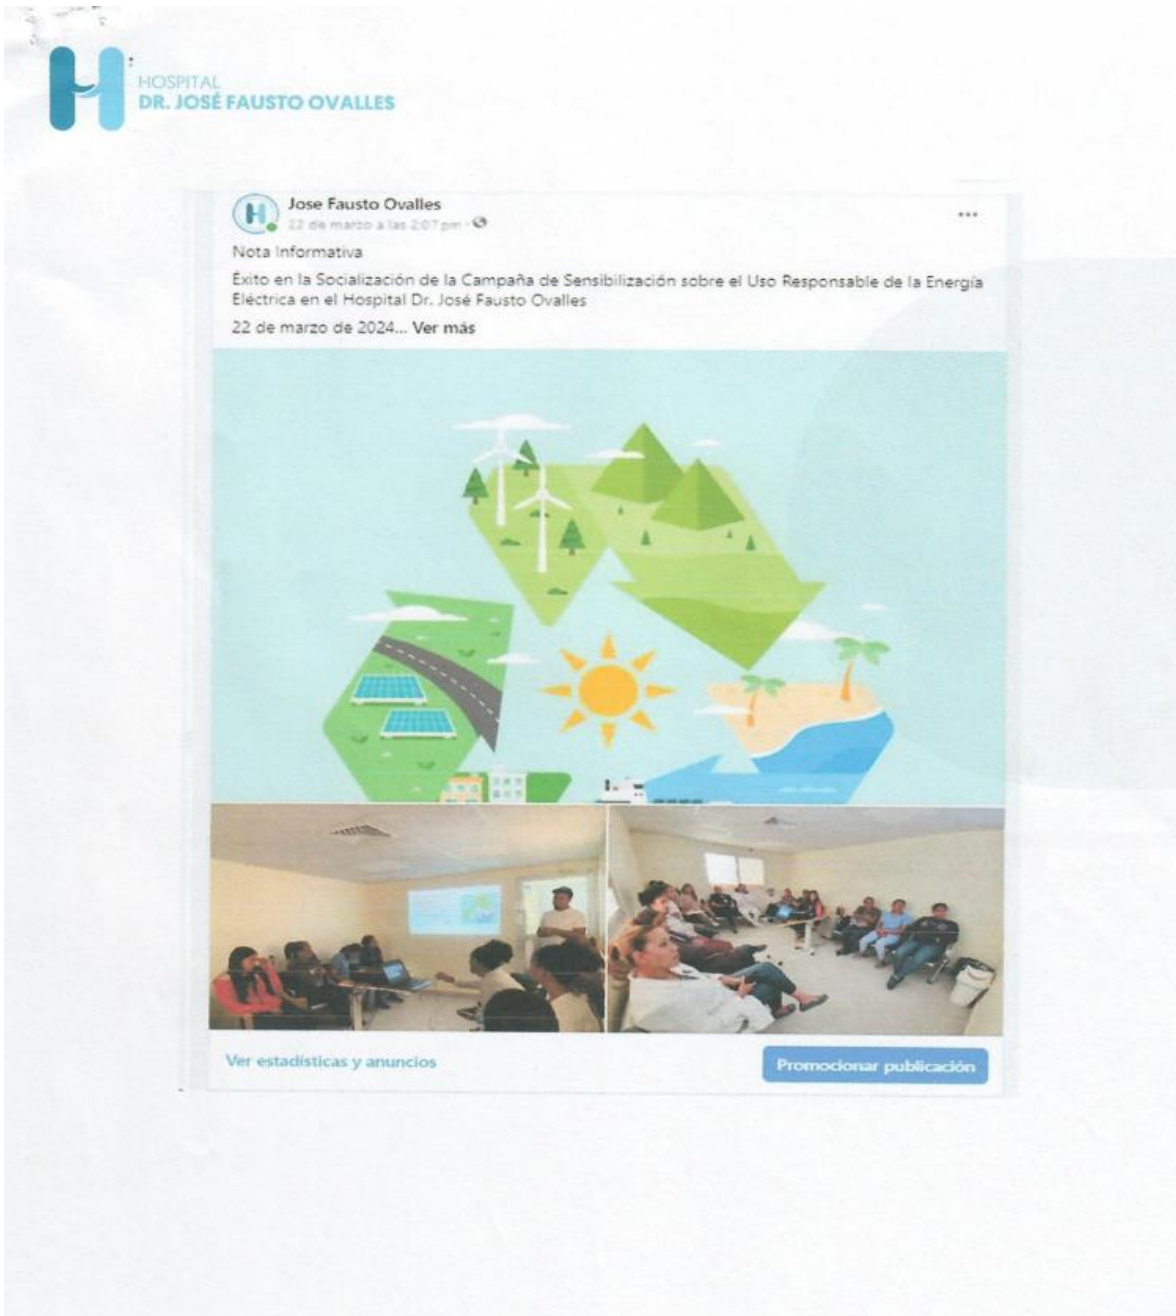 HOSPITAL
DR. JOSÉ FAUSTO OVALLES
Jose Fausto Ovalles
22 de marzo a las 2:07 pm ·
Nota Informativa
Éxito en la Socialización de la Campaña de Sensibilización sobre el Uso Responsable de la Energía
Eléctrica en el Hospital Dr. José Fausto Ovalles
22 de marzo de 2024... Ver más
Ver estadísticas y anuncios
Promocionar publicación